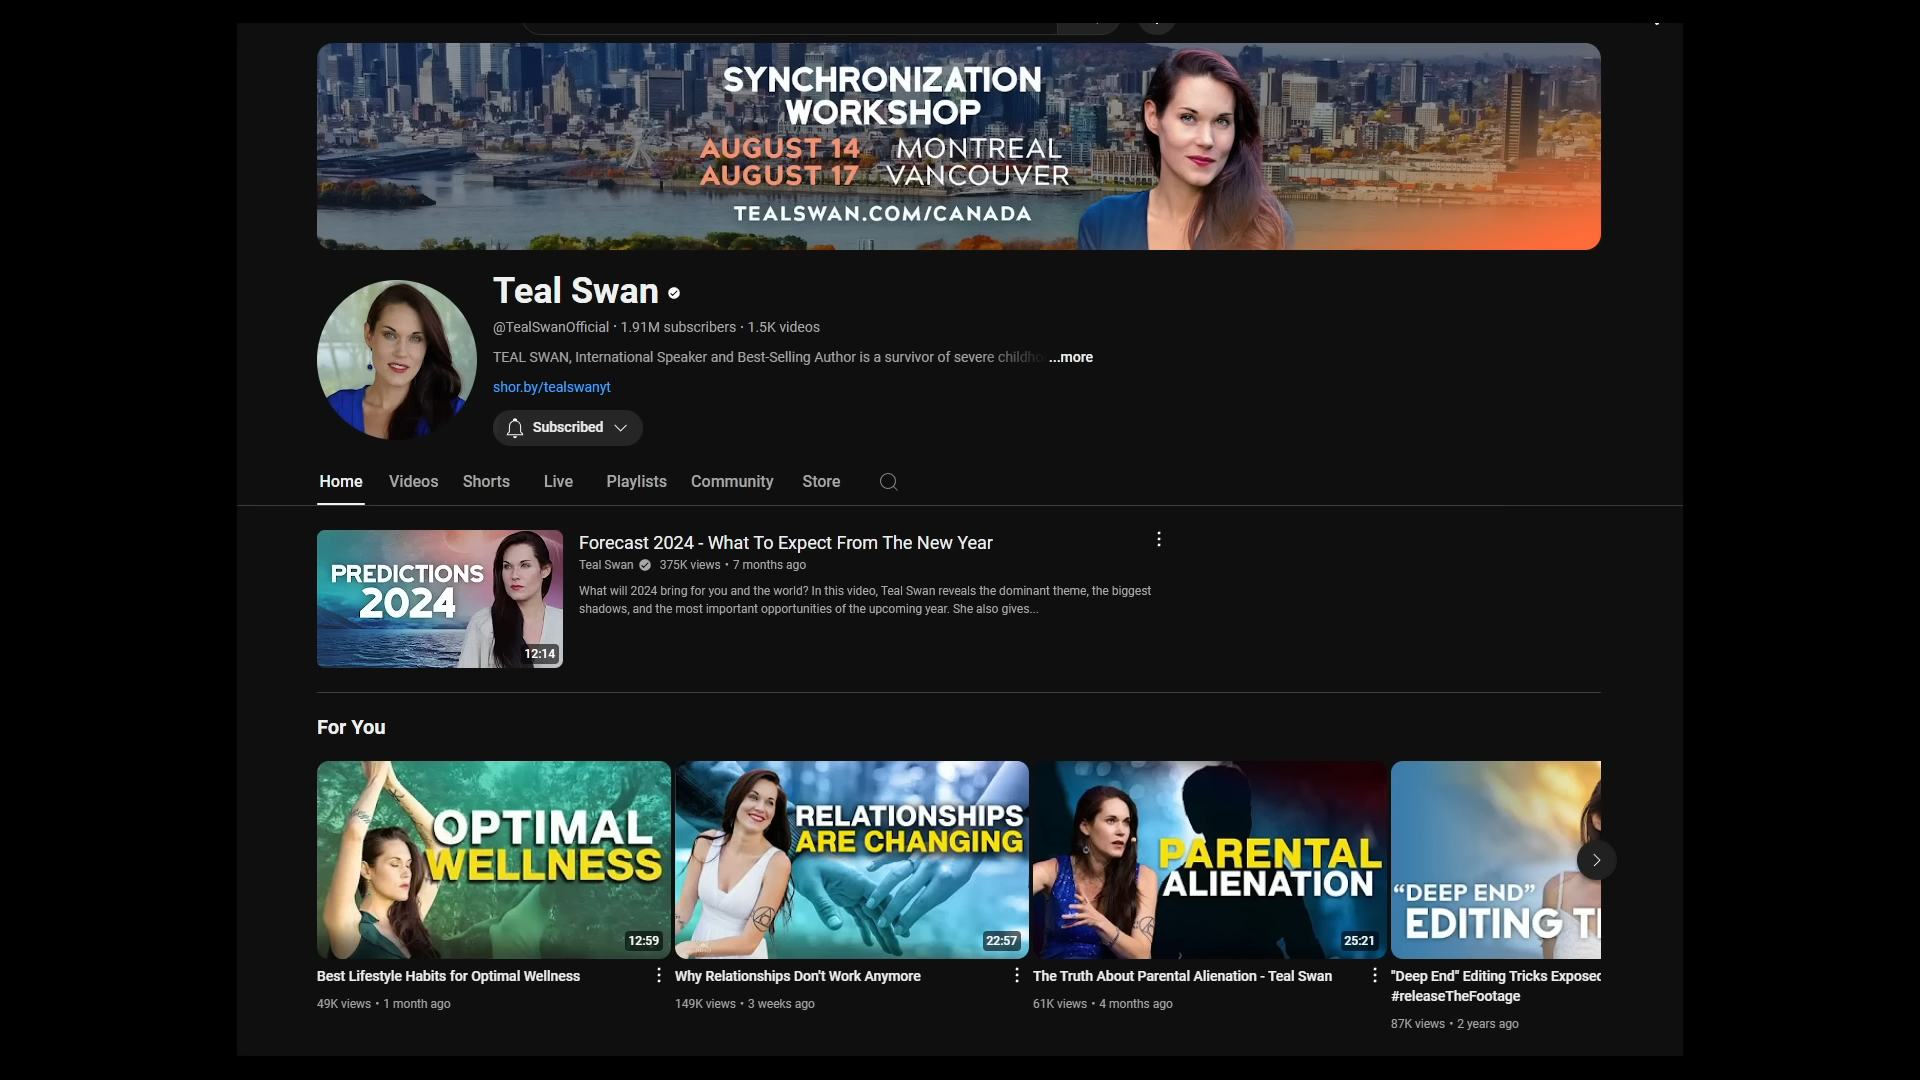 SYNCHRONIZATION
WORKSHOP
AUGUST 14 MONTREAL
AUGUST 17 VANCOUVER
TEALSWAN.COM/CANADA
Teal Swan
@TealSwanOfficial · 1.91M subscribers · 1.5K videos
TEAL SWAN, International Speaker and Best-Selling Author is a survivor of severe childho ...more
shor.by/tealswanyt
Subscribed
Home Videos Shorts Live Playlists Community Store
PREDICTIONS
2024
12:14
Forecast 2024 - What To Expect From The New Year
Teal Swan 375K views • 7 months ago
What will 2024 bring for you and the world? In this video, Teal Swan reveals the dominant theme, the biggest
shadows, and the most important opportunities of the upcoming year. She also gives...
For You
OPTIMAL
WELLNESS
12:59
RELATIONSHIPS
ARE CHANGING
22:57
PARENTAL
ALIENATION
25:21
“DEEP END”
EDITING T
Best Lifestyle Habits for Optimal Wellness
49K views • 1 month ago
Why Relationships Don't Work Anymore
149K views • 3 weeks ago
The Truth About Parental Alienation - Teal Swan
61K views • 4 months ago
"Deep End" Editing Tricks Exposed
#releaseTheFootage
87K views • 2 years ago